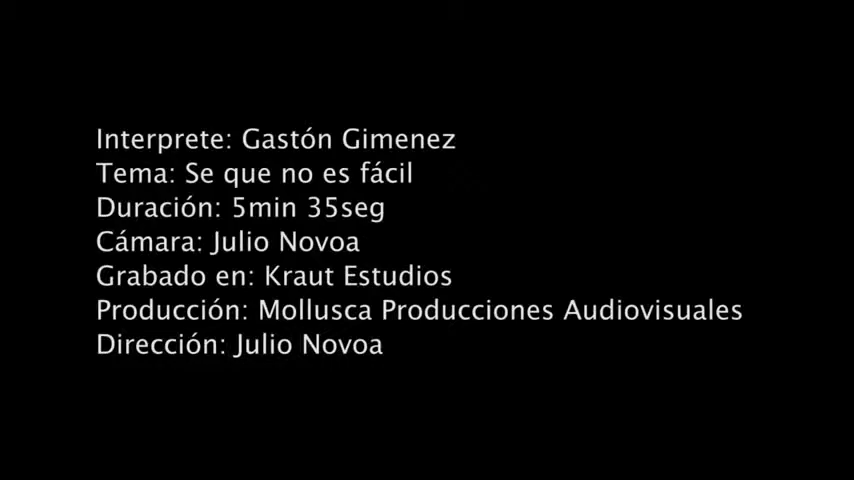 Interprete: Gastón Gimenez
Tema: Se que no es fácil
Duración: 5min 35seg
Cámara: Julio Novoa
Grabado en: Kraut Estudios
Producción: Mollusca Producciones Audiovisuales
Dirección: Julio Novoa